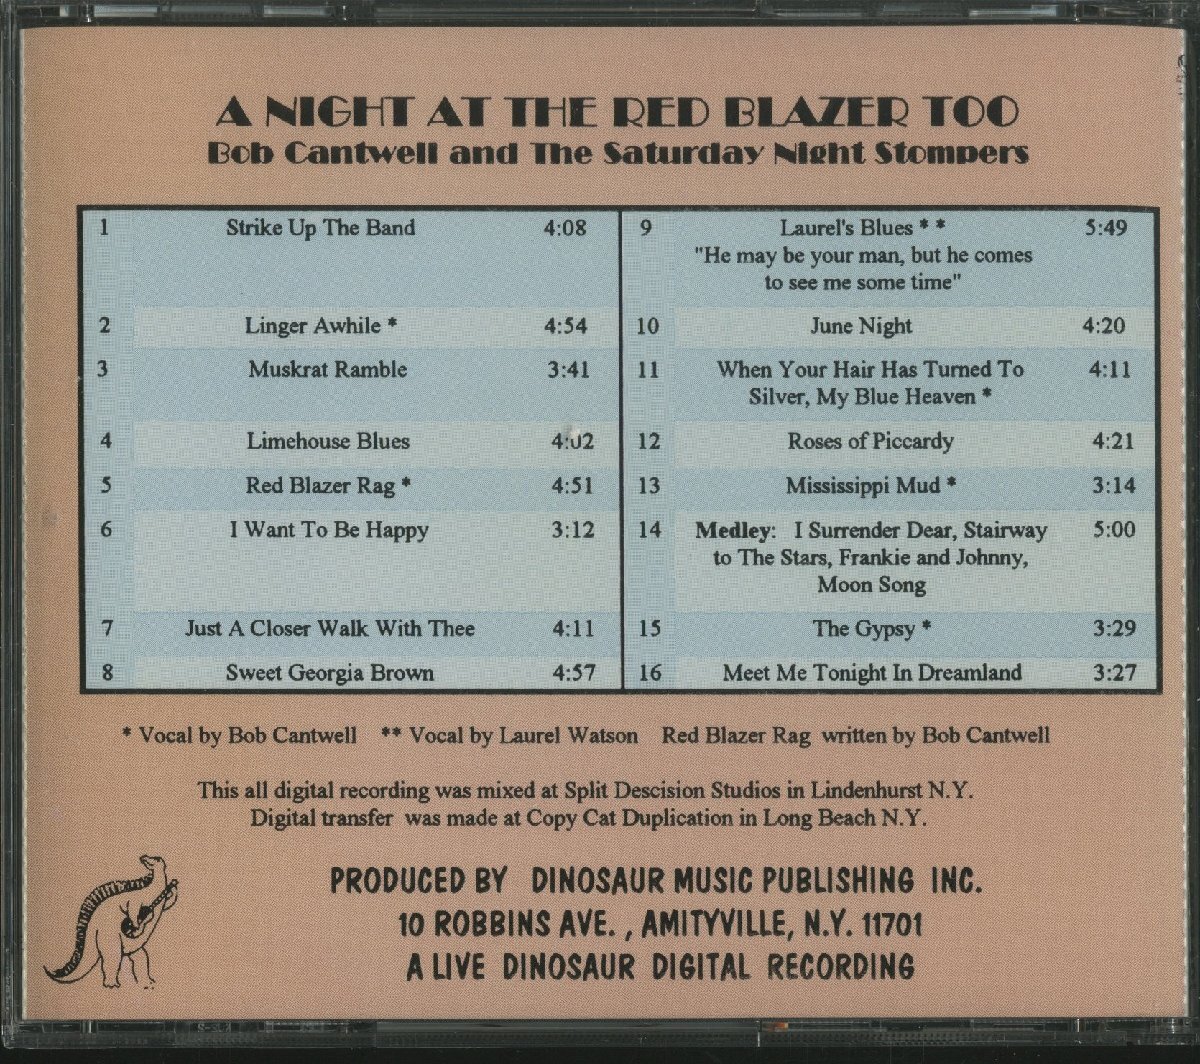 A NIGHT AT THE RED BLAZER TOO
Bob Cantwell and The Saturday Night Stompers
1 Strike Up The Band 4:08
2 Linger Awhile * 4:54
3 Muskrat Ramble 3:41
4 Limehouse Blues 4:02
5 Red Blazer Rag * 4:51
6 I Want To Be Happy 3:12
7 Just A Closer Walk With Thee 4:11
8 Sweet Georgia Brown 4:57
9 Laurel's Blues * * 5:49
"He may be your man, but he comes
to see me some time"
10 June Night 4:20
11 When Your Hair Has Turned To 4:11
Silver, My Blue Heaven *
12 Roses of Piccardy 4:21
13 Mississippi Mud * 3:14
14 Medley: I Surrender Dear, Stairway 5:00
to The Stars, Frankie and Johnny,
Moon Song
15 The Gypsy * 3:29
16 Meet Me Tonight In Dreamland 3:27
* Vocal by Bob Cantwell ** Vocal by Laurel Watson Red Blazer Rag written by Bob Cantwell
This all digital recording was mixed at Split Descision Studios in Lindenhurst N.Y.
Digital transfer was made at Copy Cat Duplication in Long Beach N.Y.
PRODUCED BY DINOSAUR MUSIC PUBLISHING INC.
10 ROBBINS AVE. , AMITYVILLE, N.Y. 11701
A LIVE DINOSAUR DIGITAL RECORDING